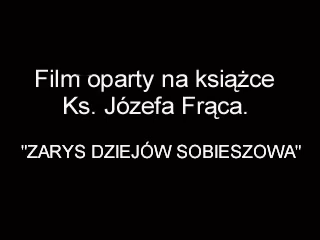 Film oparty na książce
Ks. Józefa Frąca.
"ZARYS DZIEJÓW SOBIESZOWA"